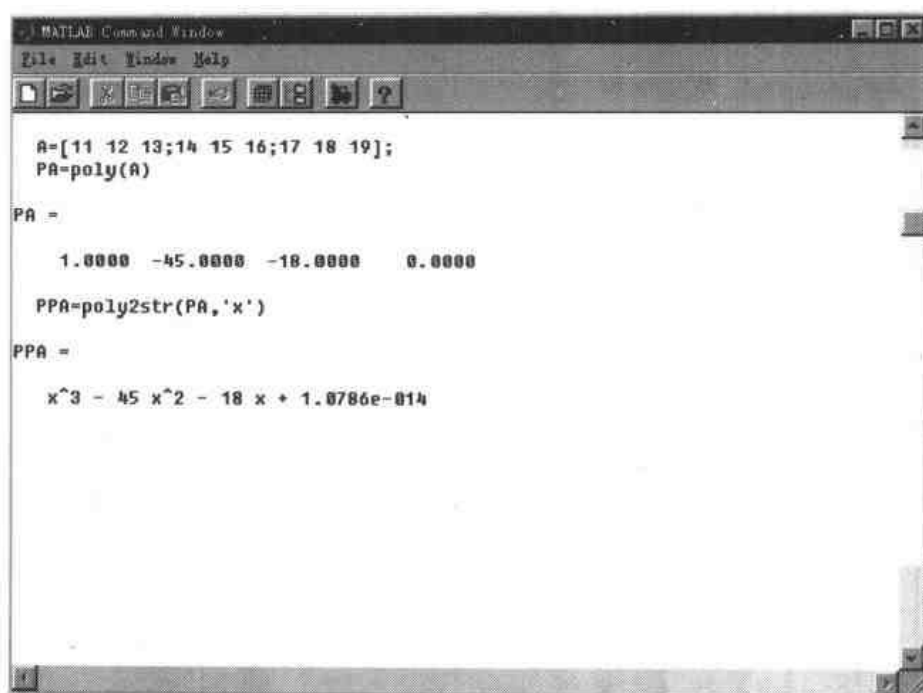 MATLAB Command Window
File Edit Window Help
A=[11 12 13;14 15 16;17 18 19];
PA=poly(A)
PA =
1.0000 -45.0000 -18.0000 0.0000
PPA=poly2str(PA,'x')
PPA =
x^3 - 45 x^2 - 18 x + 1.0786e-014